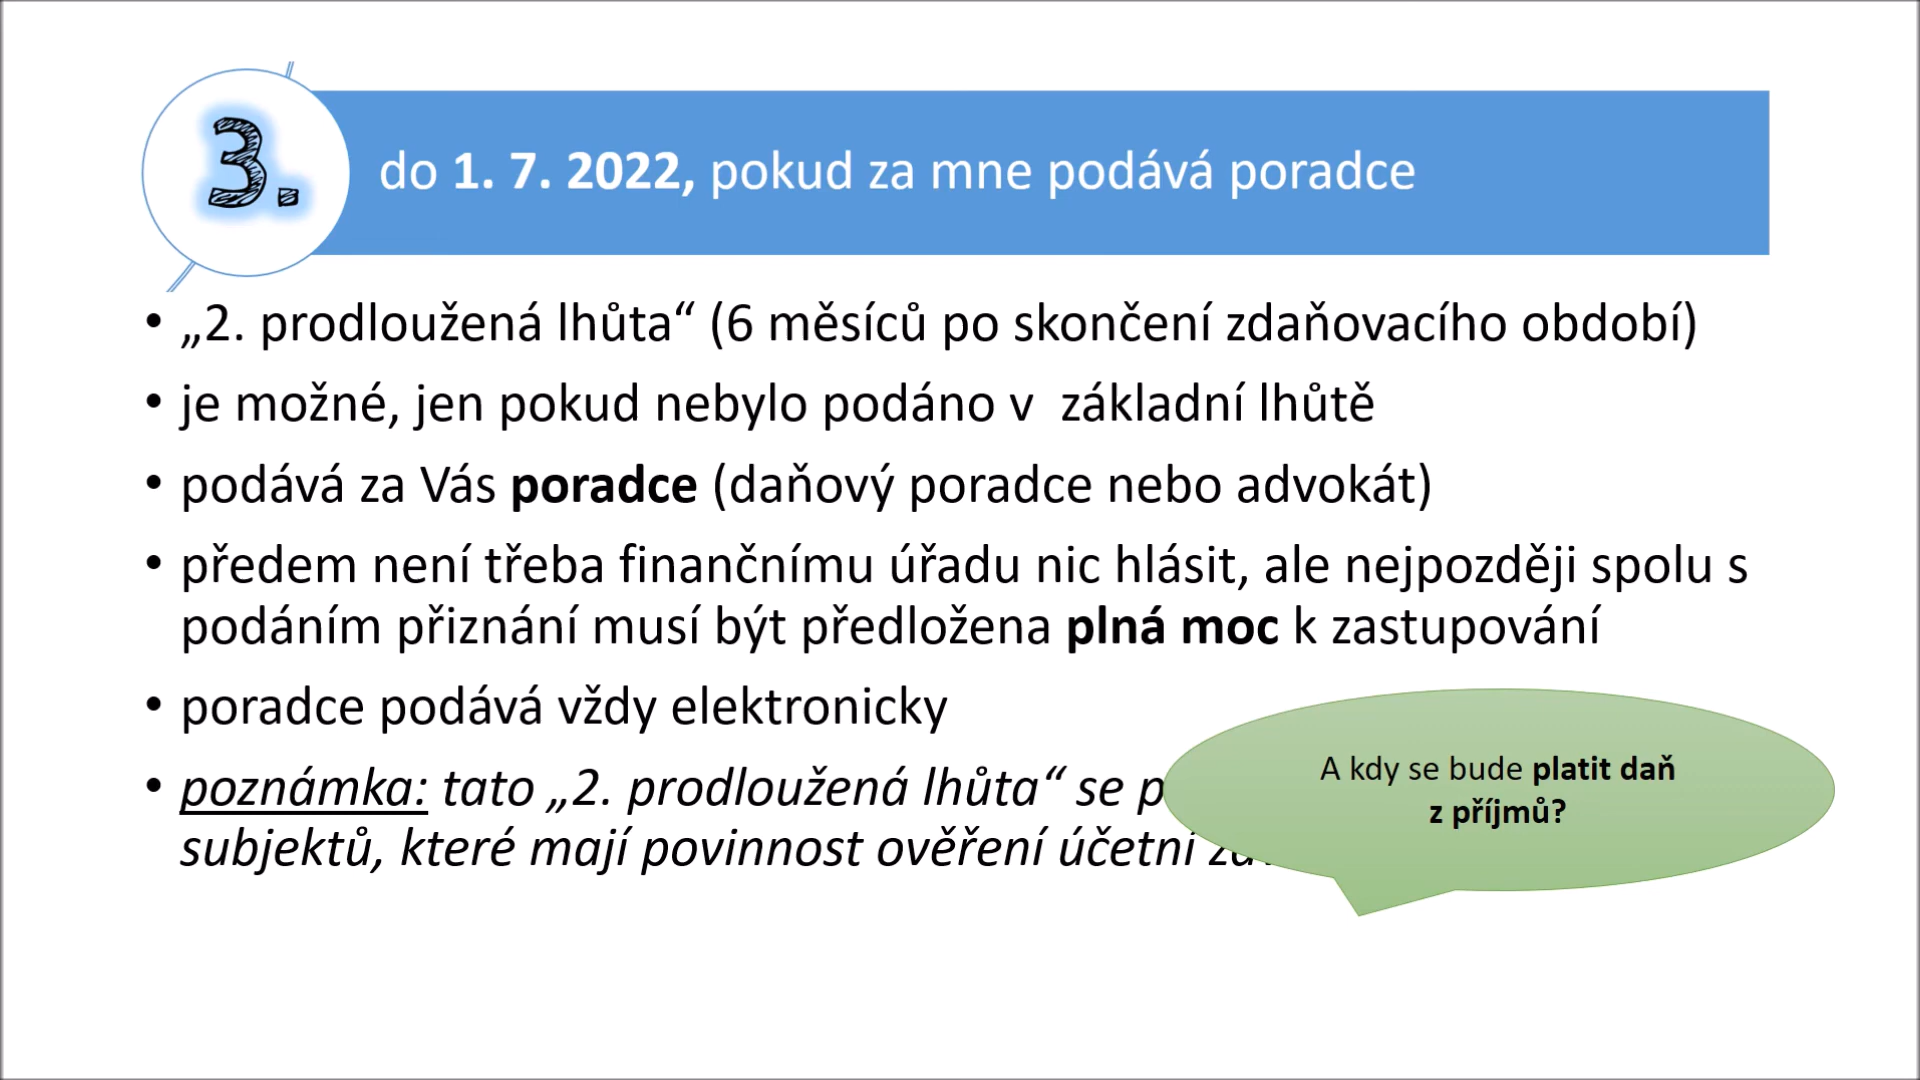 3.
do 1. 7. 2022, pokud za mne podává poradce
• „2. prodloužená lhůta“ (6 měsíců po skončení zdaňovacího období)
• je možné, jen pokud nebylo podáno v  základní lhůtě
• podává za Vás poradce (daňový poradce nebo advokát)
• předem není třeba finančnímu úřadu nic hlásit, ale nejpozději spolu s
podáním přiznání musí být předložena plná moc k zastupování
• poradce podává vždy elektronicky
• poznámka: tato „2. prodloužená lhůta“ se
subjektů, které mají povinnost ověření účetní
A kdy se bude platit daň
z příjmů?